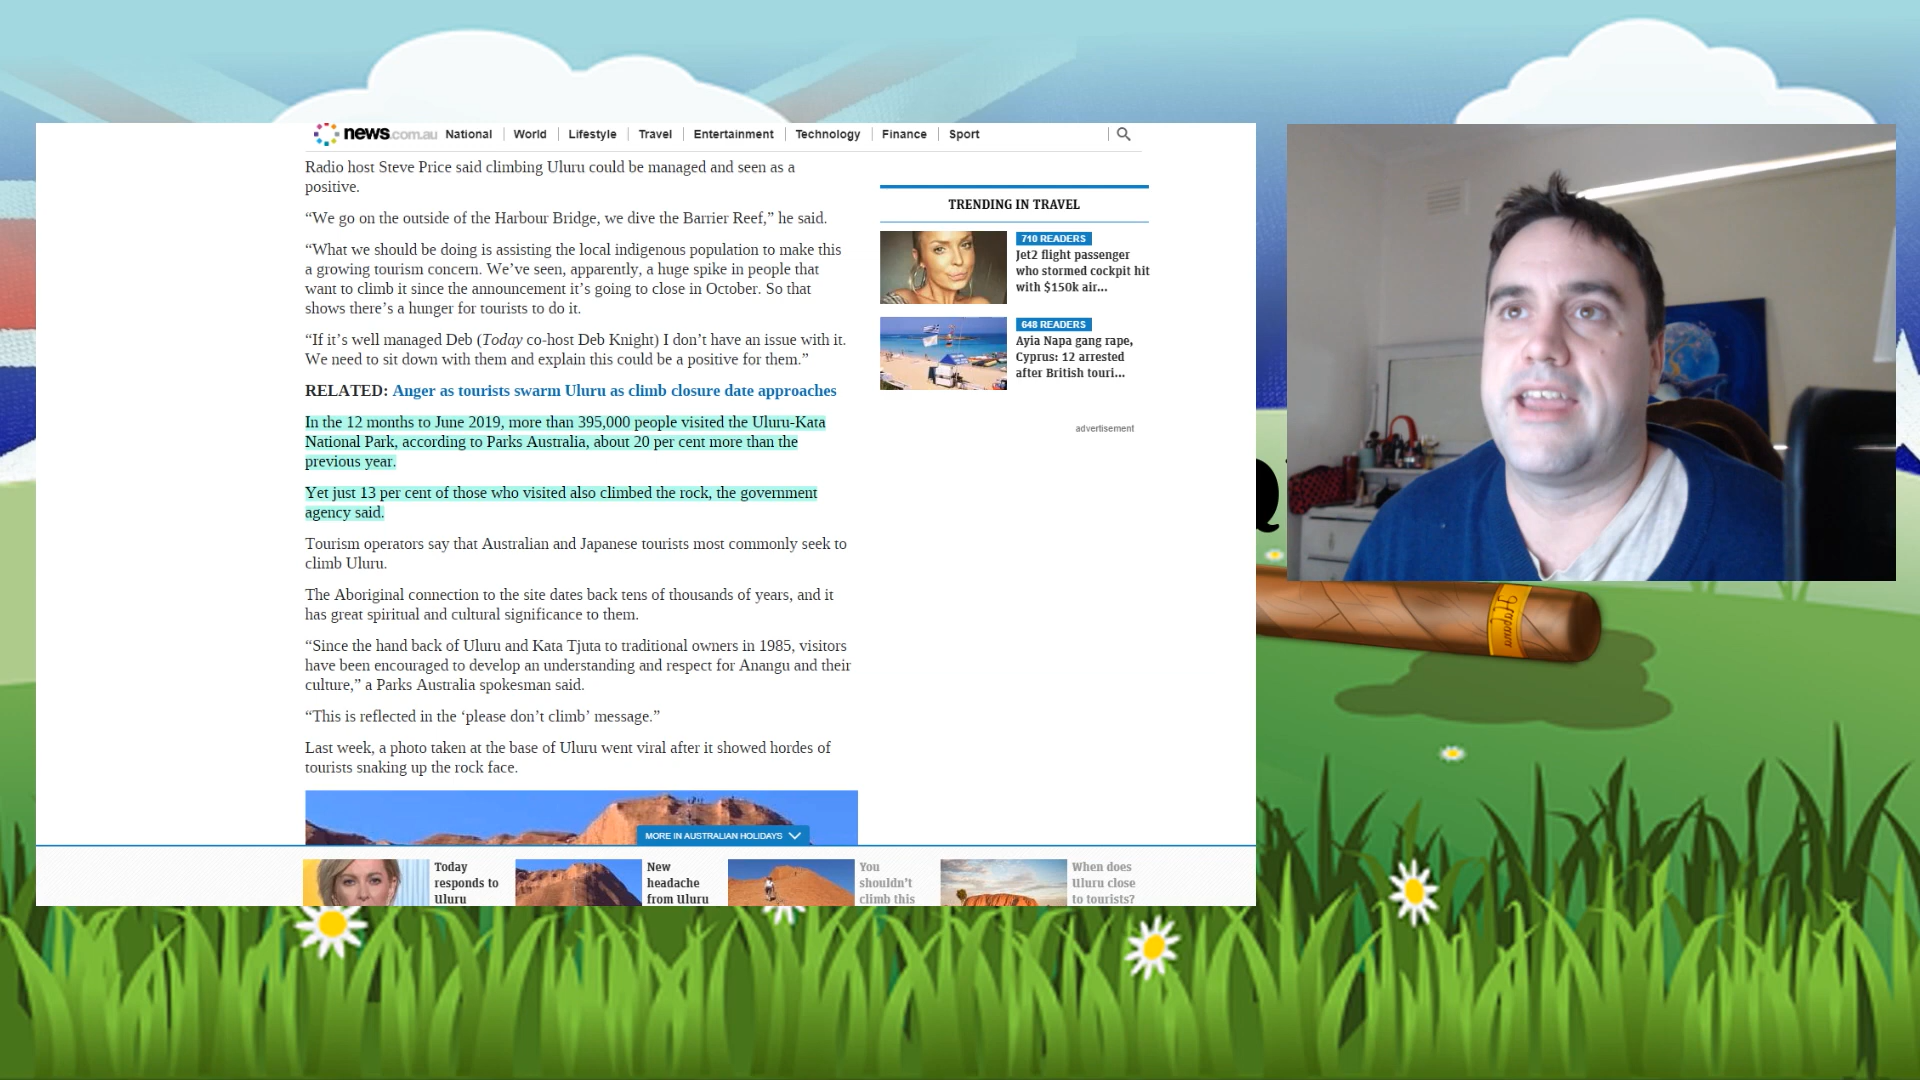 news.com.au National World Lifestyle Travel Entertainment Technology Finance Sport
Radio host Steve Price said climbing Uluru could be managed and seen as a
positive.
“We go on the outside of the Harbour Bridge, we dive the Barrier Reef,” he said.
“What we should be doing is assisting the local indigenous population to make this
a growing tourism concern. We’ve seen, apparently, a huge spike in people that
want to climb it since the announcement it’s going to close in October. So that
shows there’s a hunger for tourists to do it.
“If it’s well managed Deb (Today co-host Deb Knight) I don’t have an issue with it.
We need to sit down with them and explain this could be a positive for them.”
RELATED: Anger as tourists swarm Uluru as climb closure date approaches
In the 12 months to June 2019, more than 395,000 people visited the Uluru-Kata
National Park, according to Parks Australia, about 20 per cent more than the
previous year.
Yet just 13 per cent of those who visited also climbed the rock, the government
agency said.
Tourism operators say that Australian and Japanese tourists most commonly seek to
climb Uluru.
The Aboriginal connection to the site dates back tens of thousands of years, and it
has great spiritual and cultural significance to them.
“Since the hand back of Uluru and Kata Tjuta to traditional owners in 1985, visitors
have been encouraged to develop an understanding and respect for Anangu and their
culture,” a Parks Australia spokesman said.
“This is reflected in the ‘please don’t climb’ message.”
Last week, a photo taken at the base of Uluru went viral after it showed hordes of
tourists snaking up the rock face.
TRENDING IN TRAVEL
710 READERS
Jet2 flight passenger
who stormed cockpit hit
with $150k air...
648 READERS
Ayia Napa gang rape,
Cyprus: 12 arrested
after British touri...
advertisement
MORE IN AUSTRALIAN HOLIDAYS
Today
responds to
Uluru
New
headache
from Uluru
You
shouldn’t
climb this
When does
Uluru close
to tourists?